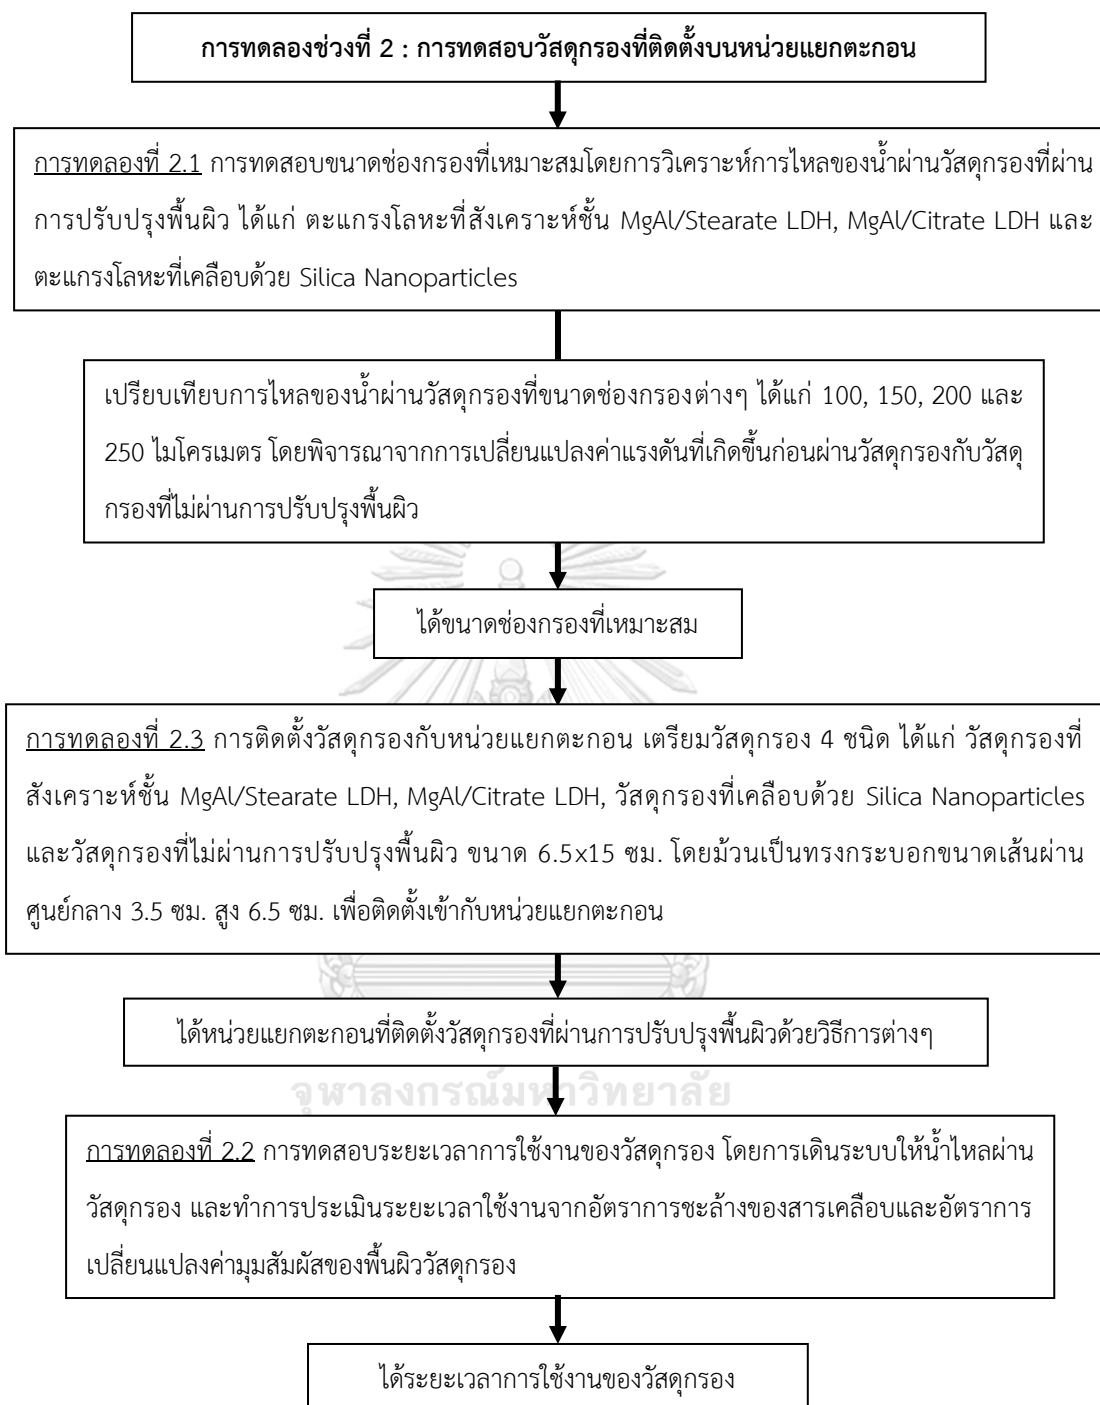 การทดลองช่วงที่ 2 : การทดสอบวัสดุกรองที่ติดตั้งบนหน่วยแยกตะกอน
การทดลองที่ 2.1 การทดสอบขนาดช่องกรองที่เหมาะสมโดยการวิเคราะห์การไหลของน้ำผ่านวัสดุกรองที่ผ่าน
การปรับปรุงพื้นผิว ได้แก่ ตะแกรงโลหะที่สังเคราะห์ชั้น MgAl/Stearate LDH, MgAl/Citrate LDH และ
ตะแกรงโลหะที่เคลือบด้วย Silica Nanoparticles
เปรียบเทียบการไหลของน้ำผ่านวัสดุกรองที่ขนาดช่องกรองต่างๆ ได้แก่ 100, 150, 200 และ
250 ไมโครเมตร โดยพิจารณาจากการเปลี่ยนแปลงค่าแรงดันที่เกิดขึ้นก่อนผ่านวัสดุกรองกับวัสดุ
กรองที่ไม่ผ่านการปรับปรุงพื้นผิว
ได้ขนาดช่องกรองที่เหมาะสม
การทดลองที่ 2.3 การติดตั้งวัสดุกรองกับหน่วยแยกตะกอน เตรียมวัสดุกรอง 4 ชนิด ได้แก่ วัสดุกรองที่
สังเคราะห์ชั้น MgAl/Stearate LDH, MgAl/Citrate LDH, วัสดุกรองที่เคลือบด้วย Silica Nanoparticles
และวัสดุกรองที่ไม่ผ่านการปรับปรุงพื้นผิว ขนาด 6.5x15 ซม. โดยม้วนเป็นทรงกระบอกขนาดเส้นผ่าน
ศูนย์กลาง 3.5 ซม. สูง 6.5 ซม. เพื่อติดตั้งเข้ากับหน่วยแยกตะกอน
ได้หน่วยแยกตะกอนที่ติดตั้งวัสดุกรองที่ผ่านการปรับปรุงพื้นผิวด้วยวิธีการต่างๆ
จุฬาลงกรณ์มหาวิทยาลัย
การทดลองที่ 2.2 การทดสอบระยะเวลาการใช้งานของวัสดุกรอง โดยการเดินระบบให้น้ำไหลผ่าน
วัสดุกรอง และทำการประเมินระยะเวลาใช้งานจากอัตราการชะล้างของสารเคลือบและอัตราการ
เปลี่ยนแปลงค่ามุมสัมผัสของพื้นผิววัสดุกรอง
ได้ระยะเวลาการใช้งานของวัสดุกรอง